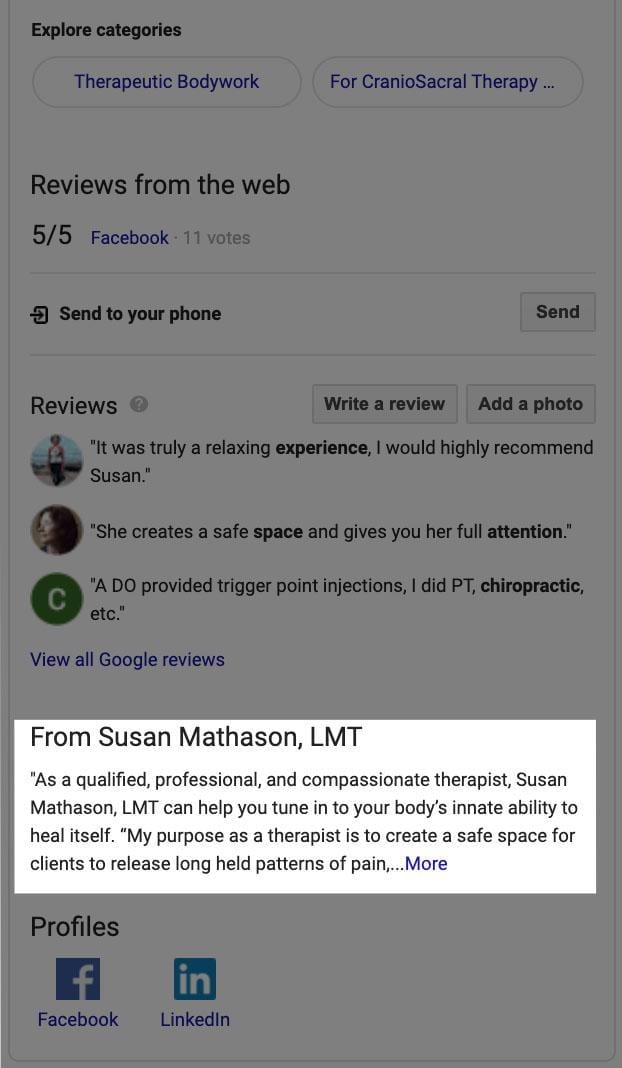 Explore categories
Therapeutic Bodywork
For CranioSacral Therapy ...
Reviews from the web
5/5 Facebook · 11 votes
Send to your phone
Send
Reviews ?
Write a review
Add a photo
"It was truly a relaxing experience, I would highly recommend
Susan."
"She creates a safe space and gives you her full attention."
C
"A DO provided trigger point injections, I did PT, chiropractic,
etc."
View all Google reviews
From Susan Mathason, LMT
"As a qualified, professional, and compassionate therapist, Susan
Mathason, LMT can help you tune in to your body’s innate ability to
heal itself. “My purpose as a therapist is to create a safe space for
clients to release long held patterns of pain,...More
Profiles
f
in
Facebook
LinkedIn